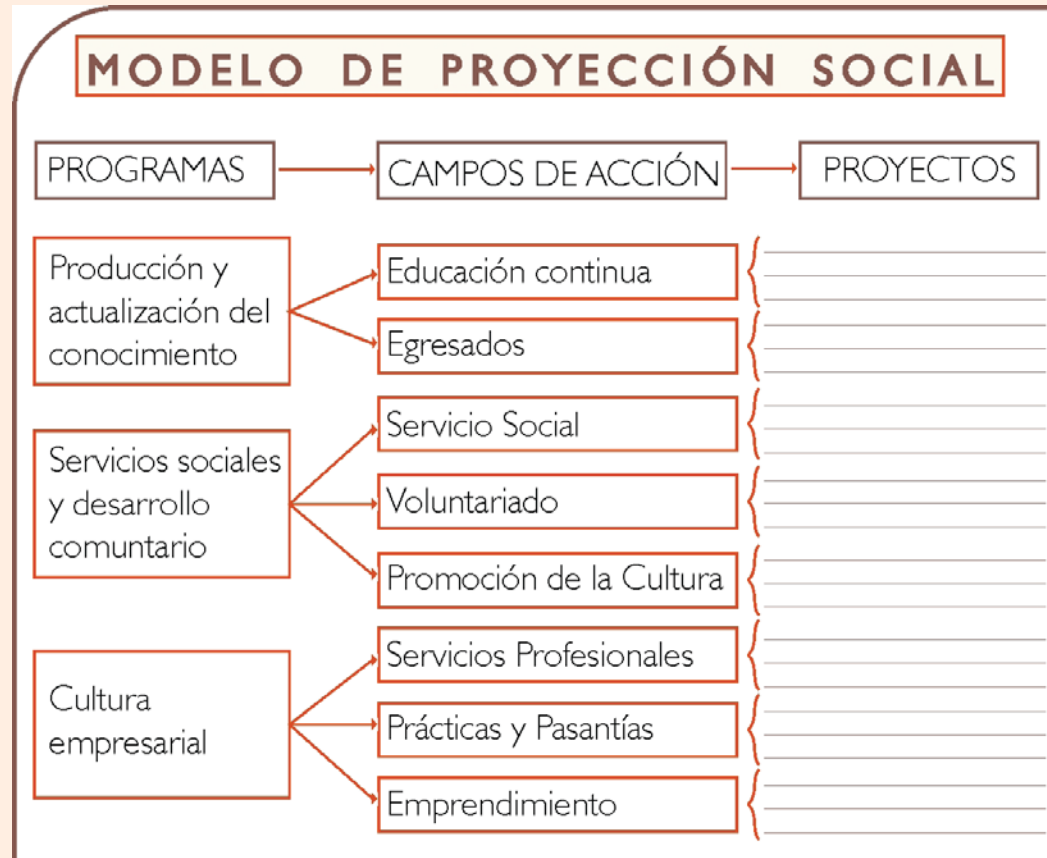 MODELO DE PROYECCIÓN SOCIAL
PROGRAMAS
CAMPOS DE ACCIÓN
PROYECTOS
Producción y
actualización del
conocimiento
Educación continua
Egresados
Servicios sociales
y desarrollo
comuntario
Servicio Social
Voluntariado
Promoción de la Cultura
Cultura
empresarial
Servicios Profesionales
Prácticas y Pasantías
Emprendimiento